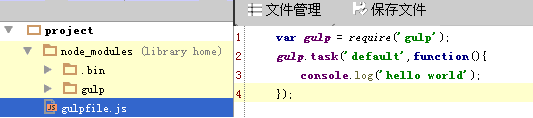 project
node_modules (library home)
.bin
gulp
gulpfile.js
文件管理 保存文件
1 var gulp = require('gulp');
2 gulp.task('default',function(){
3 console.log('hello world');
4 });